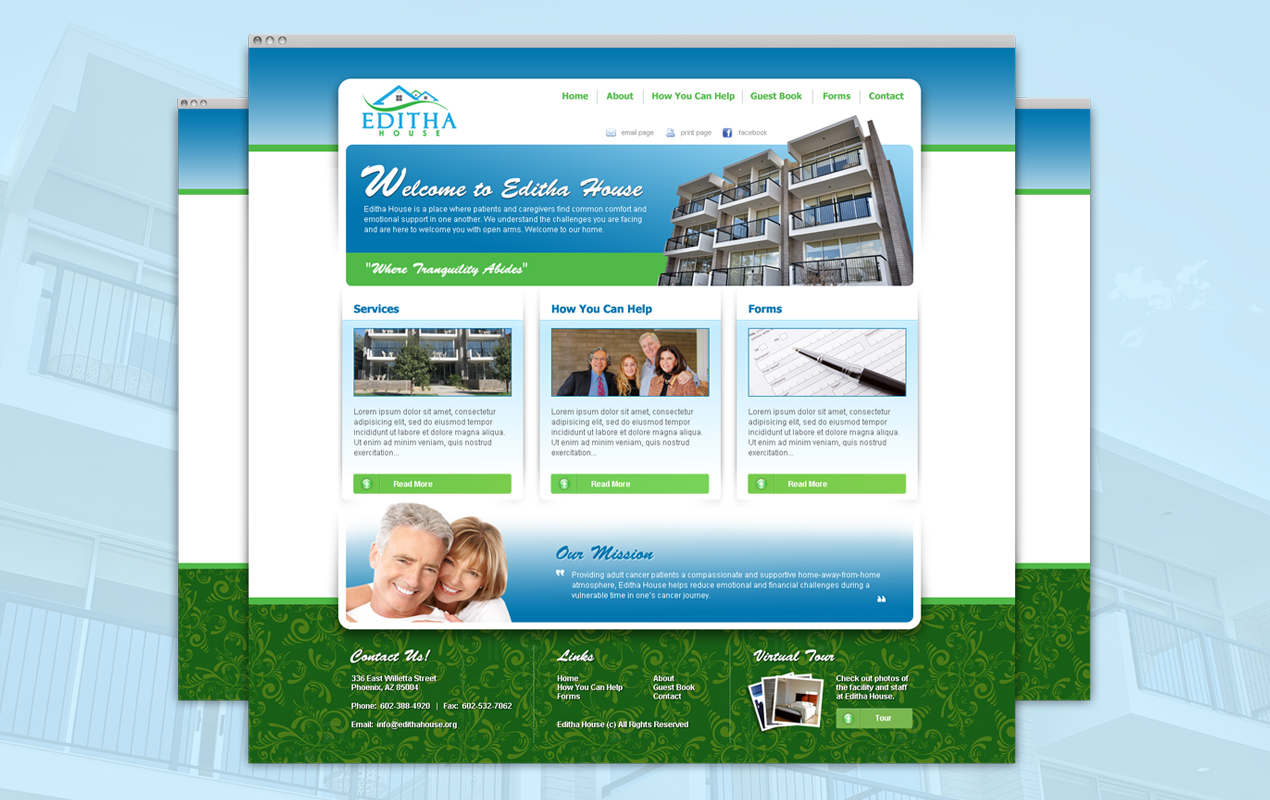 EDITHA
HOUSE
Home
About
How You Can Help
Guest Book
Forms
Contact
email page
print page
facebook
Welcome to Editha House
Editha House is a place where patients and caregivers find common comfort and
emotional support in one another. We understand the challenges you are facing
and are here to welcome you with open arms. Welcome to our home.
"Where Tranquility Abides"
Services
Lorem ipsum dolor sit amet, consectetur
adipisicing elit, sed do eiusmod tempor
incididunt ut labore et dolore magna aliqua.
Ut enim ad minim veniam, quis nostrud
exercitation...
Read More
How You Can Help
Lorem ipsum dolor sit amet, consectetur
adipisicing elit, sed do eiusmod tempor
incididunt ut labore et dolore magna aliqua.
Ut enim ad minim veniam, quis nostrud
exercitation...
Read More
Forms
Lorem ipsum dolor sit amet, consectetur
adipisicing elit, sed do eiusmod tempor
incididunt ut labore et dolore magna aliqua.
Ut enim ad minim veniam, quis nostrud
exercitation...
Read More
Our Mission
❝ Providing adult cancer patients a compassionate and supportive home-away-from-home
atmosphere, Editha House helps reduce emotional and financial challenges during a
vulnerable time in one's cancer journey. ❞
Contact Us!
336 East Willetta Street
Phoenix, AZ 85004
Phone: 602-388-4920 | Fax: 602-532-7062
Email: info@edithahouse.org
Links
Home
How You Can Help
Forms
About
Guest Book
Contact
Editha House (c) All Rights Reserved
Virtual Tour
Check out photos of
the facility and staff
at Editha House.
Tour